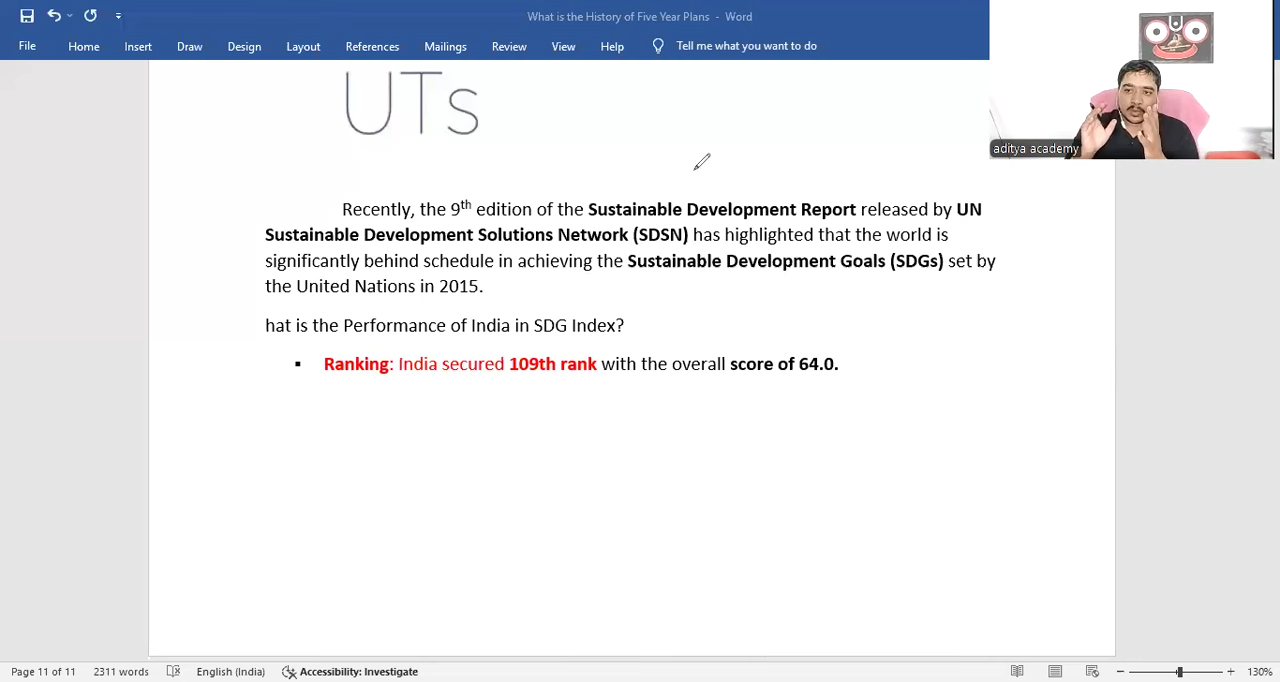 What is the History of Five Year Plans - Word
File Home Insert Draw Design Layout References Mailings Review View Help Tell me what you want to do
aditya academy
UTs
Recently, the 9th edition of the Sustainable Development Report released by UN
Sustainable Development Solutions Network (SDSN) has highlighted that the world is
significantly behind schedule in achieving the Sustainable Development Goals (SDGs) set by
the United Nations in 2015.
hat is the Performance of India in SDG Index?
▪ Ranking: India secured 109th rank with the overall score of 64.0.
Page 11 of 11 2311 words English (India) Accessibility: Investigate 130%